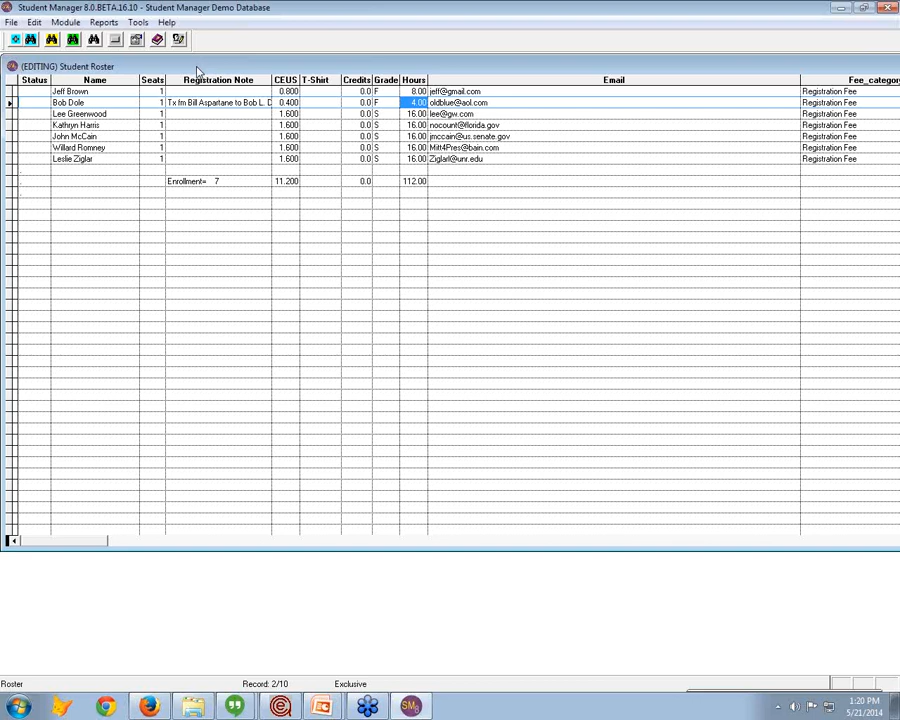 Student Manager 8.0.BETA.16.10 - Student Manager Demo Database
File Edit Module Reports Tools Help
(EDITING) Student Roster
Status Name Seats Registration Note CEUS T-Shirt Credits Grade Hours Email Fee_category
Jeff Brown 1 0.800 0.0 F 8.00 jeff@gmail.com Registration Fee
Bob Dole 1 Tx fm Bill Aspartane to Bob L. D 0.400 0.0 F 4.00 oldblue@aol.com Registration Fee
Lee Greenwood 1 1.600 0.0 S 16.00 lee@gw.com Registration Fee
Kathryn Harris 1 1.600 0.0 S 16.00 nocount@florida.gov Registration Fee
John McCain 1 1.600 0.0 S 16.00 jmccain@us.senate.gov Registration Fee
Willard Romney 1 1.600 0.0 S 16.00 Mitt4Pres@bain.com Registration Fee
Leslie Ziglar 1 1.600 0.0 S 16.00 Ziglarl@unr.edu Registration Fee
Enrollment= 7 11.200 0.0 112.00
Roster Record: 2/10 Exclusive
SM8
1:20 PM
5/21/2014